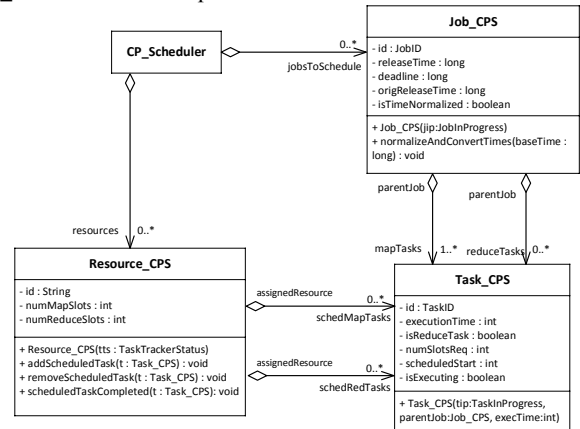 Job_CPS
CP_Scheduler
0..*
jobsToSchedule
- id : JobID
- releaseTime : long
- deadline : long
- origReleaseTime : long
- isTimeNormalized : boolean
+ Job_CPS(jip:JobInProgress)
+ normalizeAndConvertTimes(baseTime :
long) : void
parentJob
parentJob
resources
0..*
mapTasks
1..*
reduceTasks
0..*
Resource_CPS
- id : String
- numMapSlots : int
- numReduceSlots : int
+ Resource_CPS(tts : TaskTrackerStatus)
+ addScheduledTask(t : Task_CPS) : void
+ removeScheduledTask(t : Task_CPS) : void
+ scheduledTaskCompleted(t : Task_CPS): void
assignedResource
0..*
schedMapTasks
assignedResource
0..*
schedRedTasks
Task_CPS
- id : TaskID
- executionTime : int
- isReduceTask : boolean
- numSlotsReq : int
- scheduledStart : int
- isExecuting : boolean
+ Task_CPS(tip:TaskInProgress,
parentJob:Job_CPS, execTime:int)